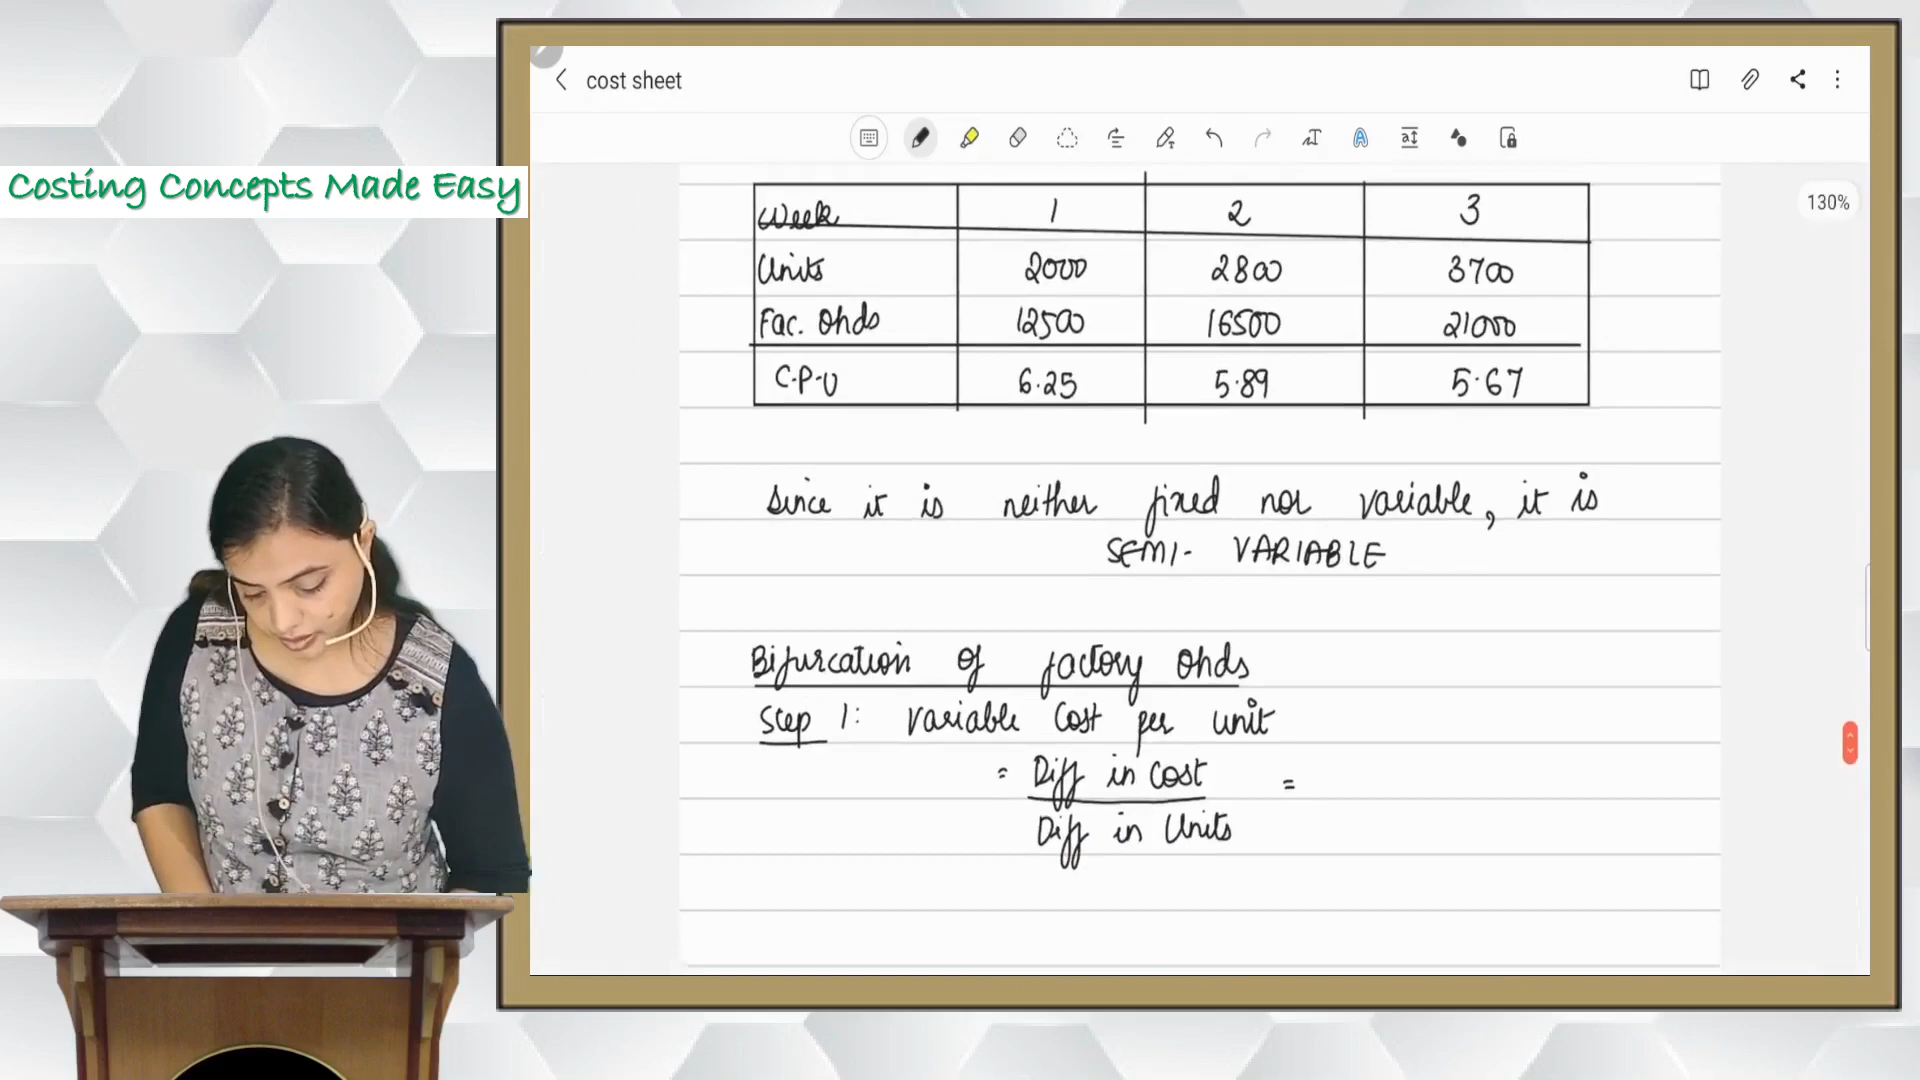 cost sheet
Costing Concepts Made Easy
130%
Week 1 2 3
Units 2000 2800 3700
Fac. Ohds 12500 16500 21000
C.P.U 6.25 5.89 5.67
Since it is neither fixed nor variable, it is
SEMI- VARIABLE
Bifurcation of factory Ohds
Step 1: Variable Cost per unit
= Diff in Cost =
Diff in Units